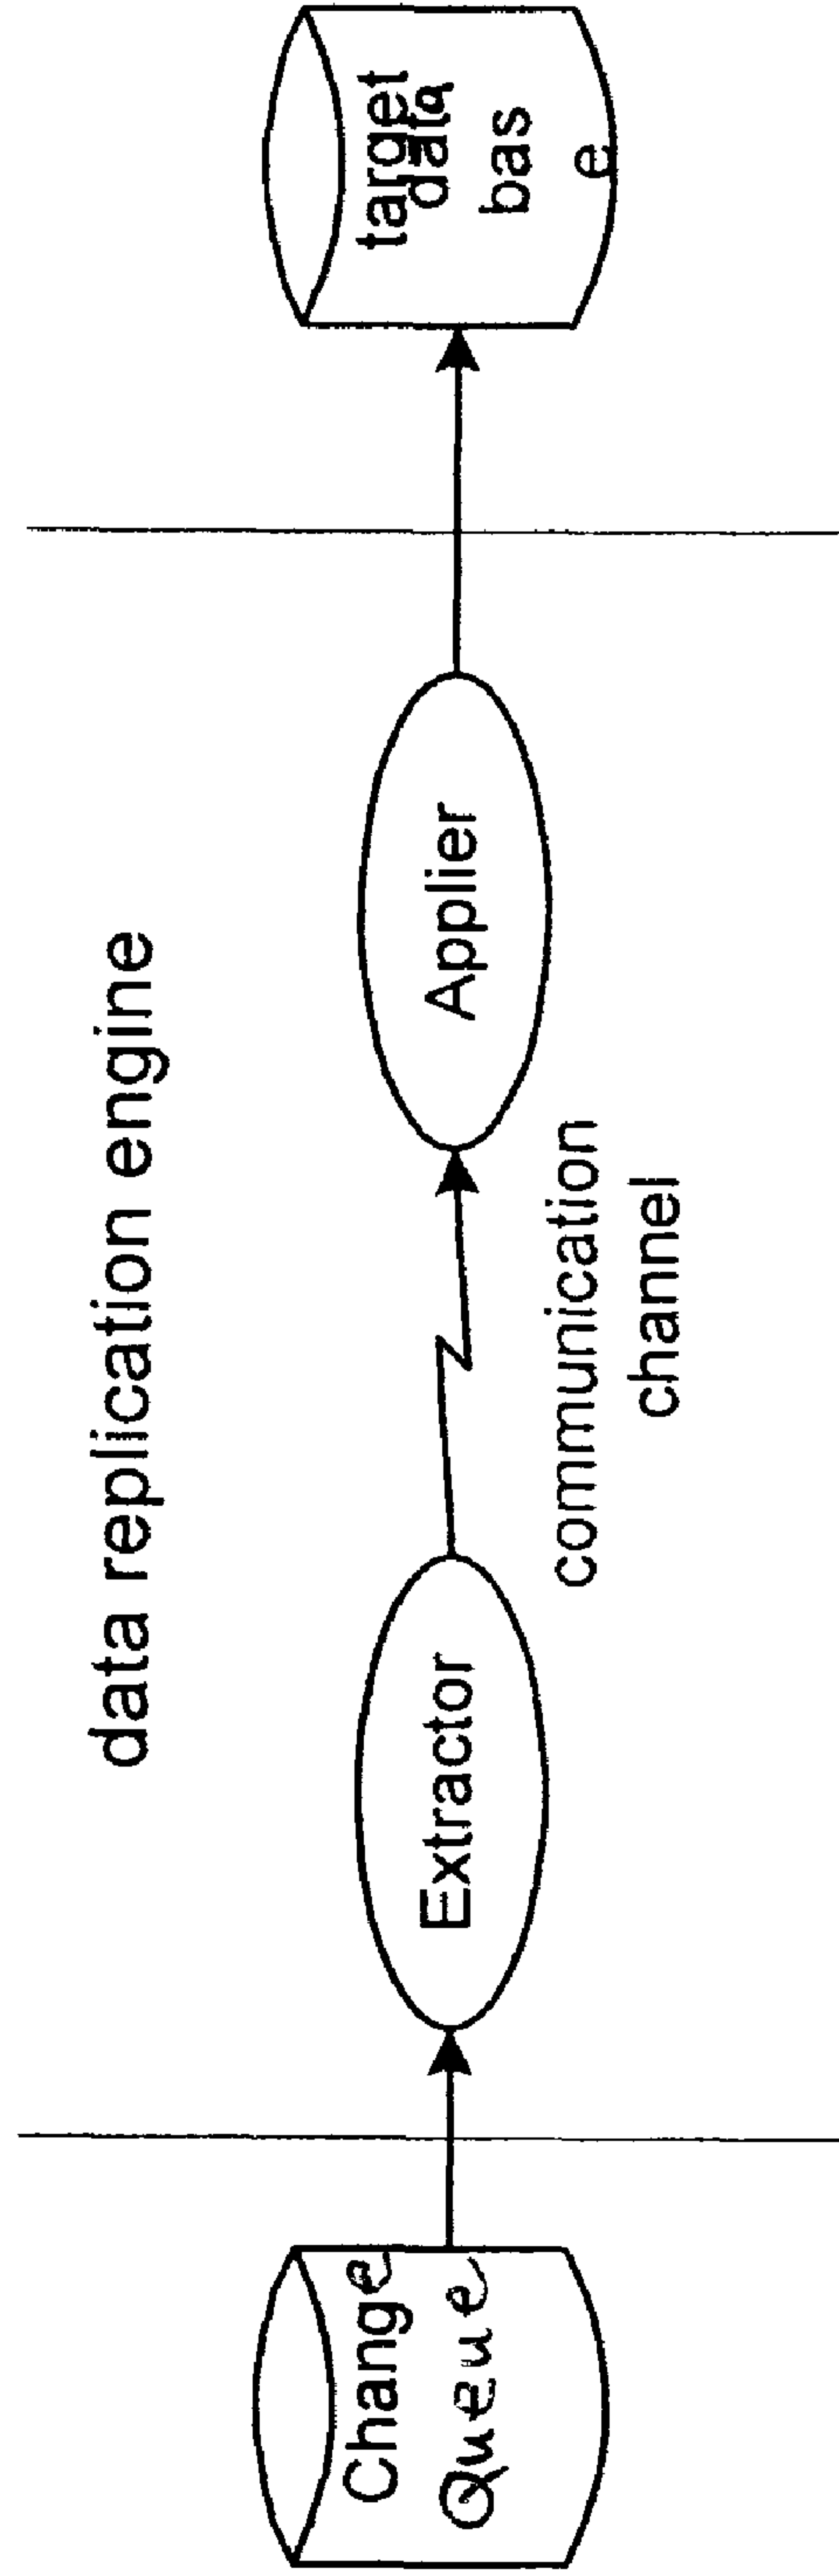 data replication engine
Change
Queue
Extractor
communication
channel
Applier
target
data
bas
e